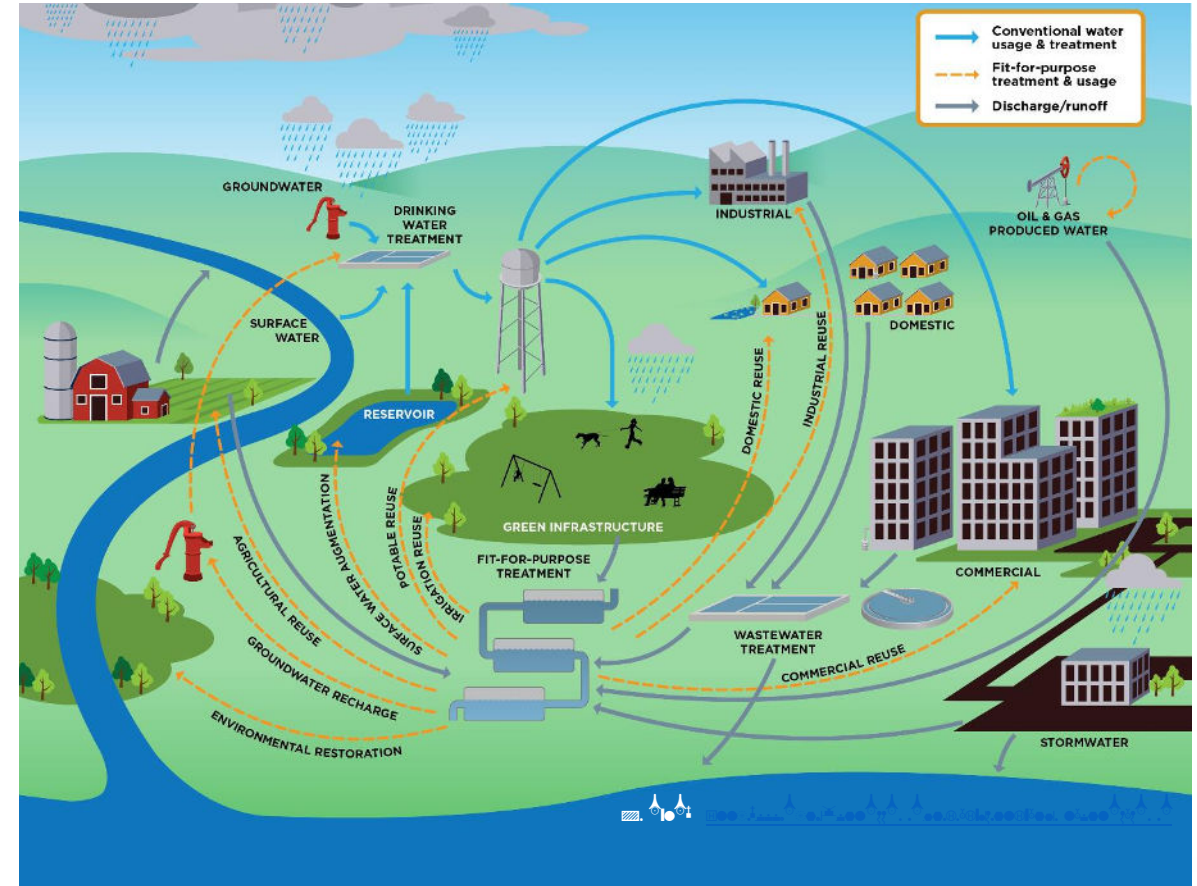 Conventional water
usage & treatment
Fit-for-purpose
treatment & usage
Discharge/runoff
GROUNDWATER
DRINKING
WATER
TREATMENT
INDUSTRIAL
OIL & GAS
PRODUCED WATER
SURFACE
WATER
DOMESTIC
RESERVOIR
DOMESTIC REUSE
INDUSTRIAL REUSE
GREEN INFRASTRUCTURE
FIT-FOR-PURPOSE
TREATMENT
COMMERCIAL
AGRICULTURAL REUSE
SURFACE WATER AUGMENTATION
POTABLE REUSE
IRRIGATION REUSE
WASTEWATER
TREATMENT
COMMERCIAL REUSE
GROUNDWATER RECHARGE
ENVIRONMENTAL RESTORATION
STORMWATER